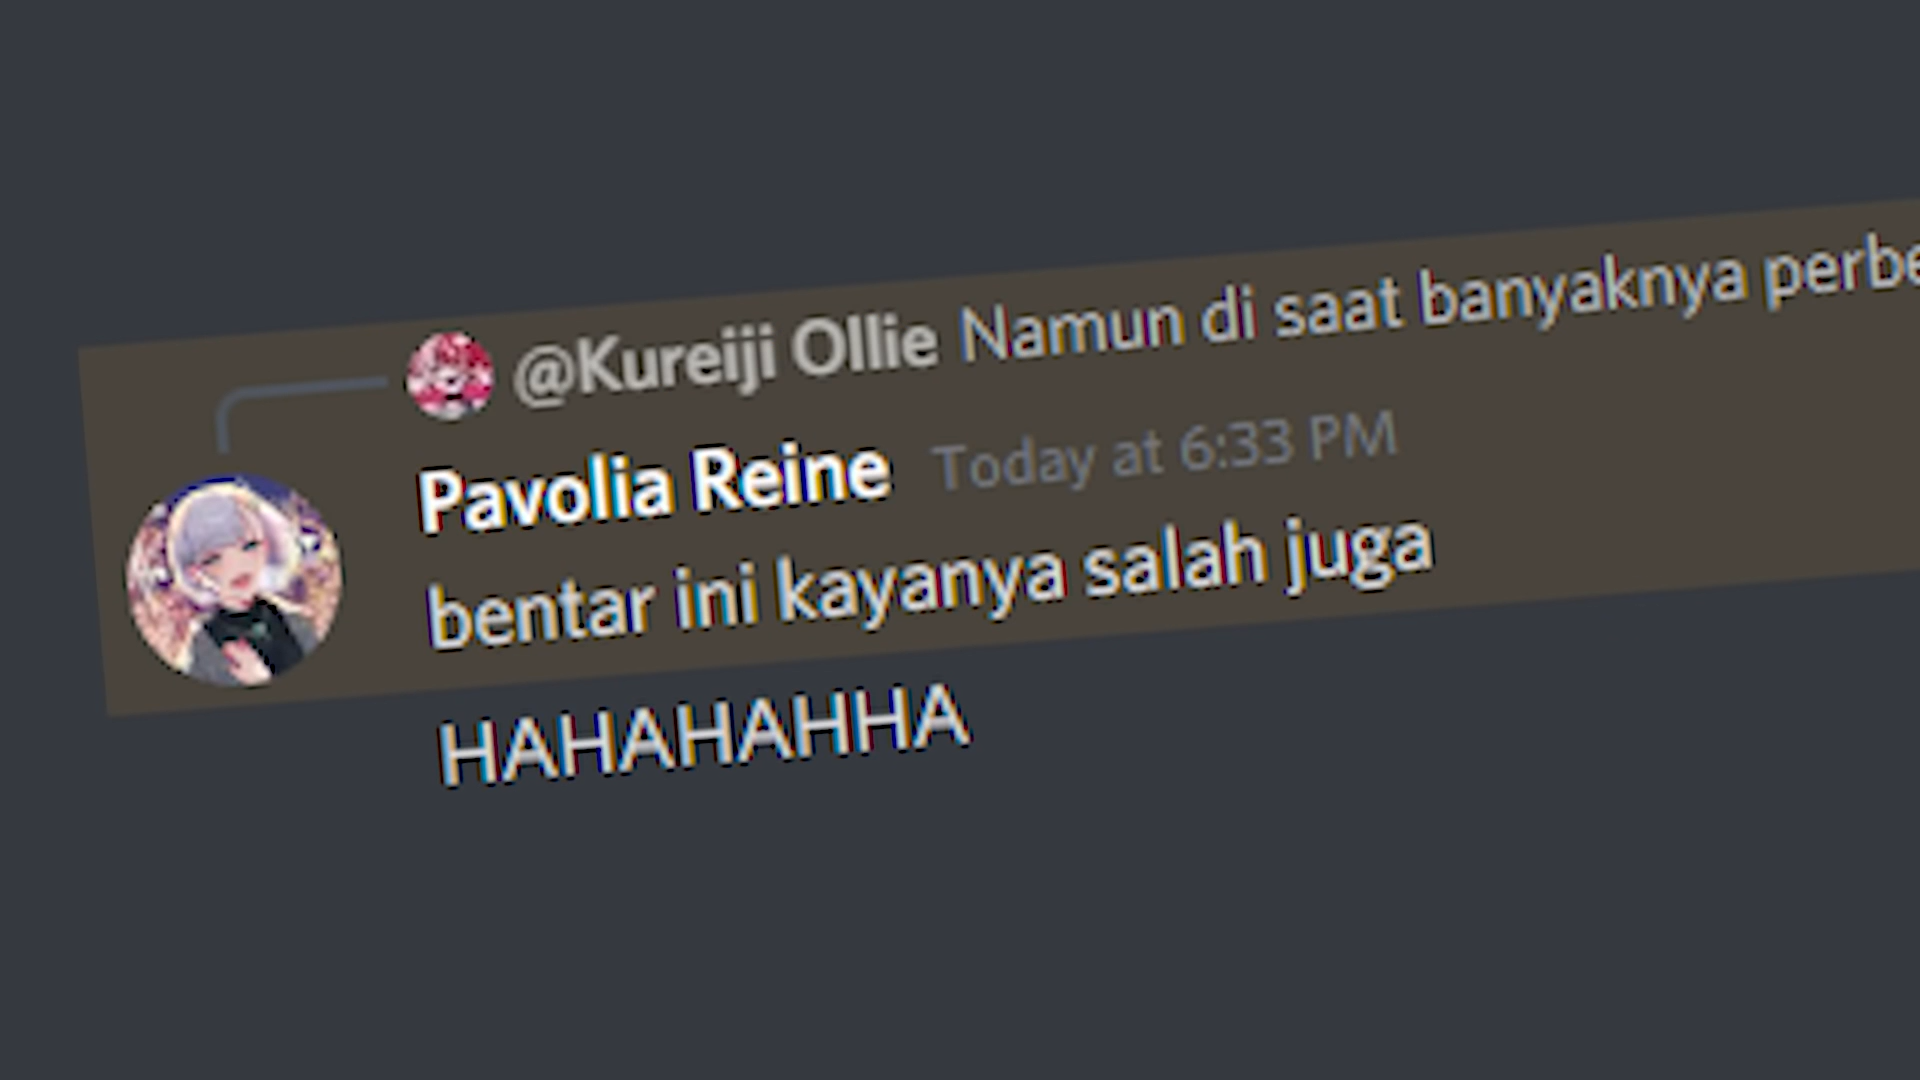 @Kureiji Ollie Namun di saat banyaknya
Pavolia Reine Today at 6:33 PM
bentar ini kayanya salah juga
HAHAHAHHA